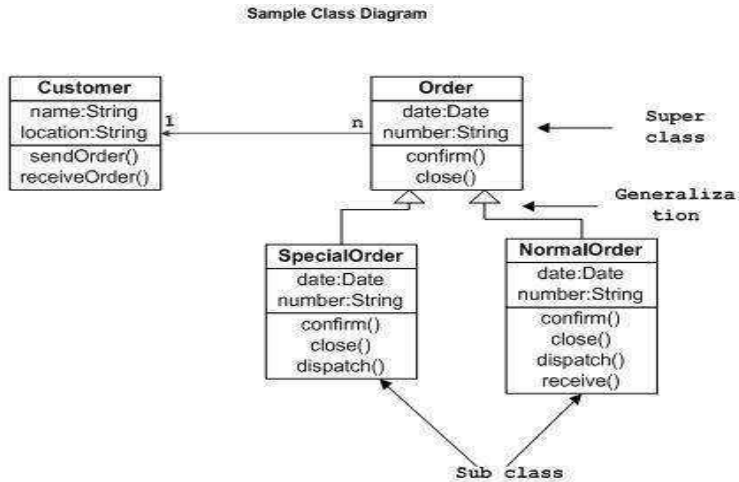 Sample Class Diagram
Customer
name:String
location:String
sendOrder()
receiveOrder()
1
n
Order
date:Date
number:String
confirm()
close()
Super
class
Generaliza
tion
SpecialOrder
date:Date
number:String
confirm()
close()
dispatch()
NormalOrder
date:Date
number:String
confirm()
close()
dispatch()
receive()
Sub class